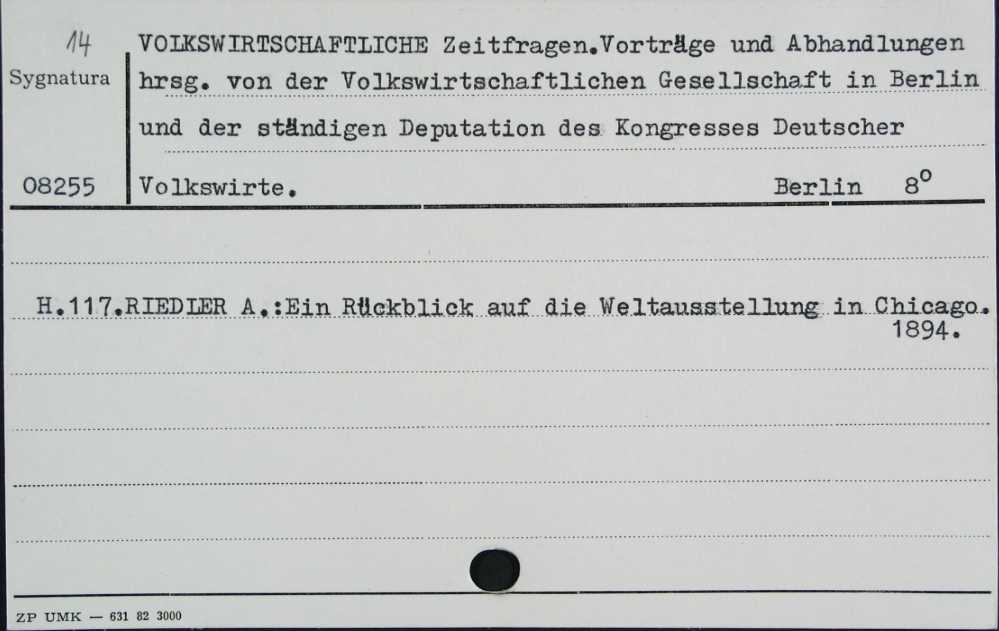 14
VOLKSWIRTSCHAFTLICHE Zeitfragen.Vorträge und Abhandlungen
Sygnatura
hrsg. von der Volkswirtschaftlichen Gesellschaft in Berlin
und der ständigen Deputation des Kongresses Deutscher
08255
Volkswirte. Berlin 8o
H.117.RIEDLER A.:Ein Rückblick auf die Weltausstellung in Chicago.
1894.
ZP UMK — 631 82 3000